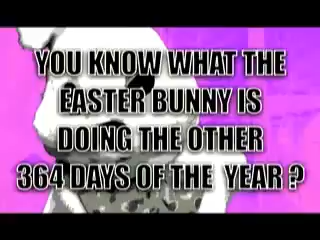 YOU KNOW WHAT THE
EASTER BUNNY IS
DOING THE OTHER
364 DAYS OF THE YEAR ?